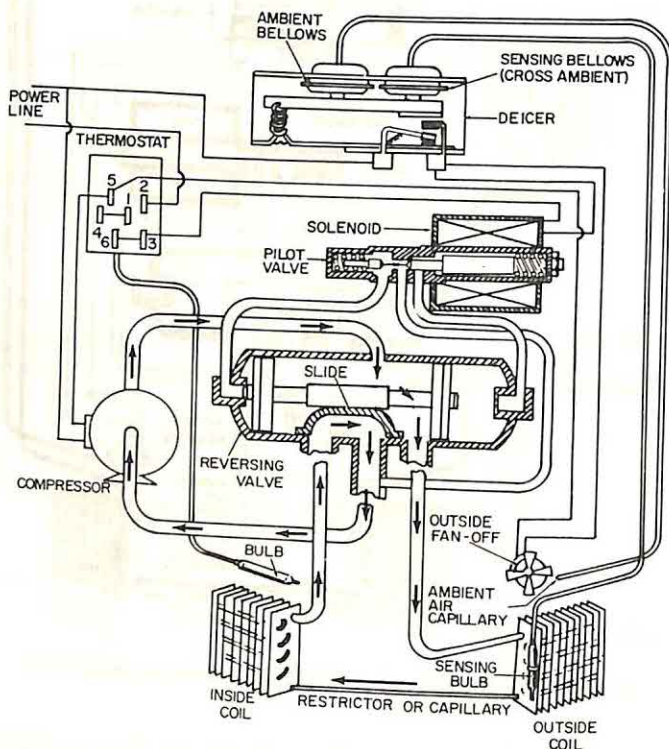 AMBIENT
BELLOWS
SENSING BELLOWS
(CROSS AMBIENT)
POWER
LINE
DEICER
THERMOSTAT
5
2
1
4
6
3
SOLENOID
PILOT
VALVE
SLIDE
REVERSING
VALVE
COMPRESSOR
OUTSIDE
FAN-OFF
BULB
AMBIENT
AIR
CAPILLARY
SENSING
BULB
INSIDE
COIL
RESTRICTOR OR CAPILLARY
OUTSIDE
COIL